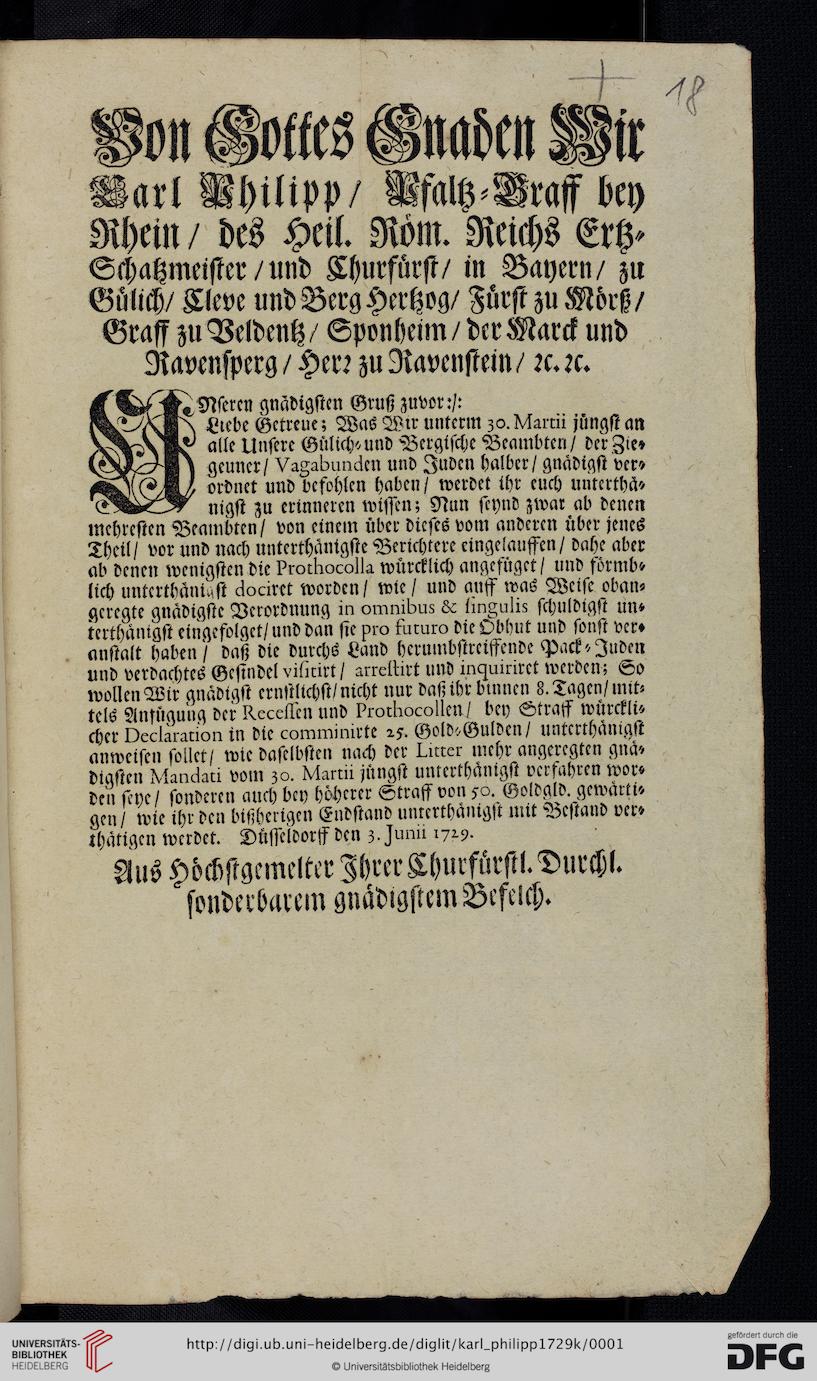 18
Von Gottes Gnaden Wir
Carl Philipp/ Pfaltz-Graff bey
Rhein/ des Heil. Röm. Reichs Ertz-
Schatzmeister/ und Churfürst/ in Bayern/ zu
Gülich/ Cleve und Berg Hertzog/ Fürst zu Mörß/
Graff zu Veldentz/ Sponheim/ der Marck und
Ravensperg/ Herr zu Ravenstein/ ꝛc. ꝛc.
UNseren gnädigsten Gruß zuvor:/:
Liebe Getreue; Was Wir unterm 30. Martii jüngst an
alle Unsere Gülich- und Bergische Beambten/ der Zie-
geuner/ Vagabunden und Juden halber/ gnädigst ver-
ordnet und befohlen haben/ werdet ihr euch unterthä-
nigst zu erinneren wissen; Nun seynd zwar ab denen
mehresten Beambten/ von einem über dieses vom anderen über jenes
Theil/ vor und nach unterthänigste Berichtere eingelauffen/ dahe aber
ab denen wenigsten die Prothocolla würcklich angefüget/ und förmb-
lich unterthänigst dociret worden/ wie/ und auff was Weise oban-
geregte gnädigste Verordnung in omnibus & singulis schuldigst un-
terthänigst eingefolget/ und dan sie pro futuro die Obhut und sonst ver-
anstalt haben/ daß die durchs Land herumbstreiffende Pack-Juden
und verdachtes Gesindel visitirt/ arrestirt und inquiriret werden; So
wollen Wir gnädigst ernstlichst/ nicht nur daß ihr binnen 8. Tagen/ mit-
tels Anfügung der Recessen und Prothocollen/ bey Straff würckli-
cher Declaration in die comminirte 25. Gold-Gulden/ unterthänigst
anweisen sollet/ wie daselbsten nach der Litter mehr angeregten gnä-
digsten Mandati vom 30. Martii jüngst unterthänigst verfahren wor-
den seye/ sonderen auch bey höherer Straff von 50. Goldgld. gewärti-
gen/ wie ihr den bißherigen Endstand unterthänigst mit Bestand ver-
thätigen werdet. Düsseldorff den 3. Junii 1729.
Aus Höchstgemelter Ihrer Churfürstl. Durchl.
sonderbarem gnädigstem Befelch.
UNIVERSITÄTS-
BIBLIOTHEK
HEIDELBERG
http://digi.ub.uni-heidelberg.de/diglit/karl_philipp1729k/0001
© Universitätsbibliothek Heidelberg
gefördert durch die
DFG